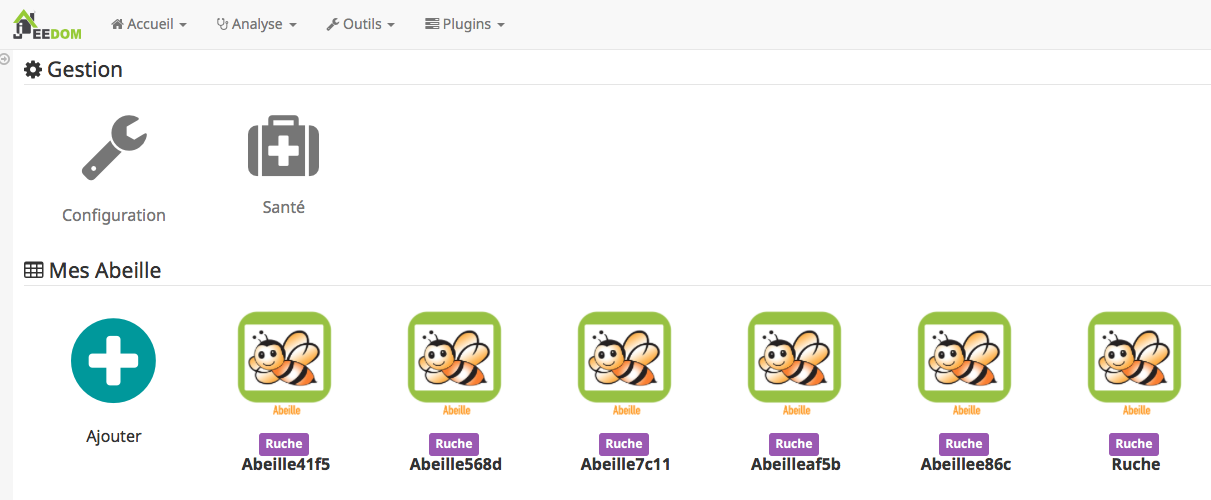 JEEDOM Accueil Analyse Outils Plugins
Gestion
Configuration Santé
Mes Abeille
Abeille Abeille Abeille Abeille Abeille Abeille
Ajouter Ruche Ruche Ruche Ruche Ruche Ruche
Abeille41f5 Abeille568d Abeille7c11 Abeilleaf5b Abeillee86c Ruche